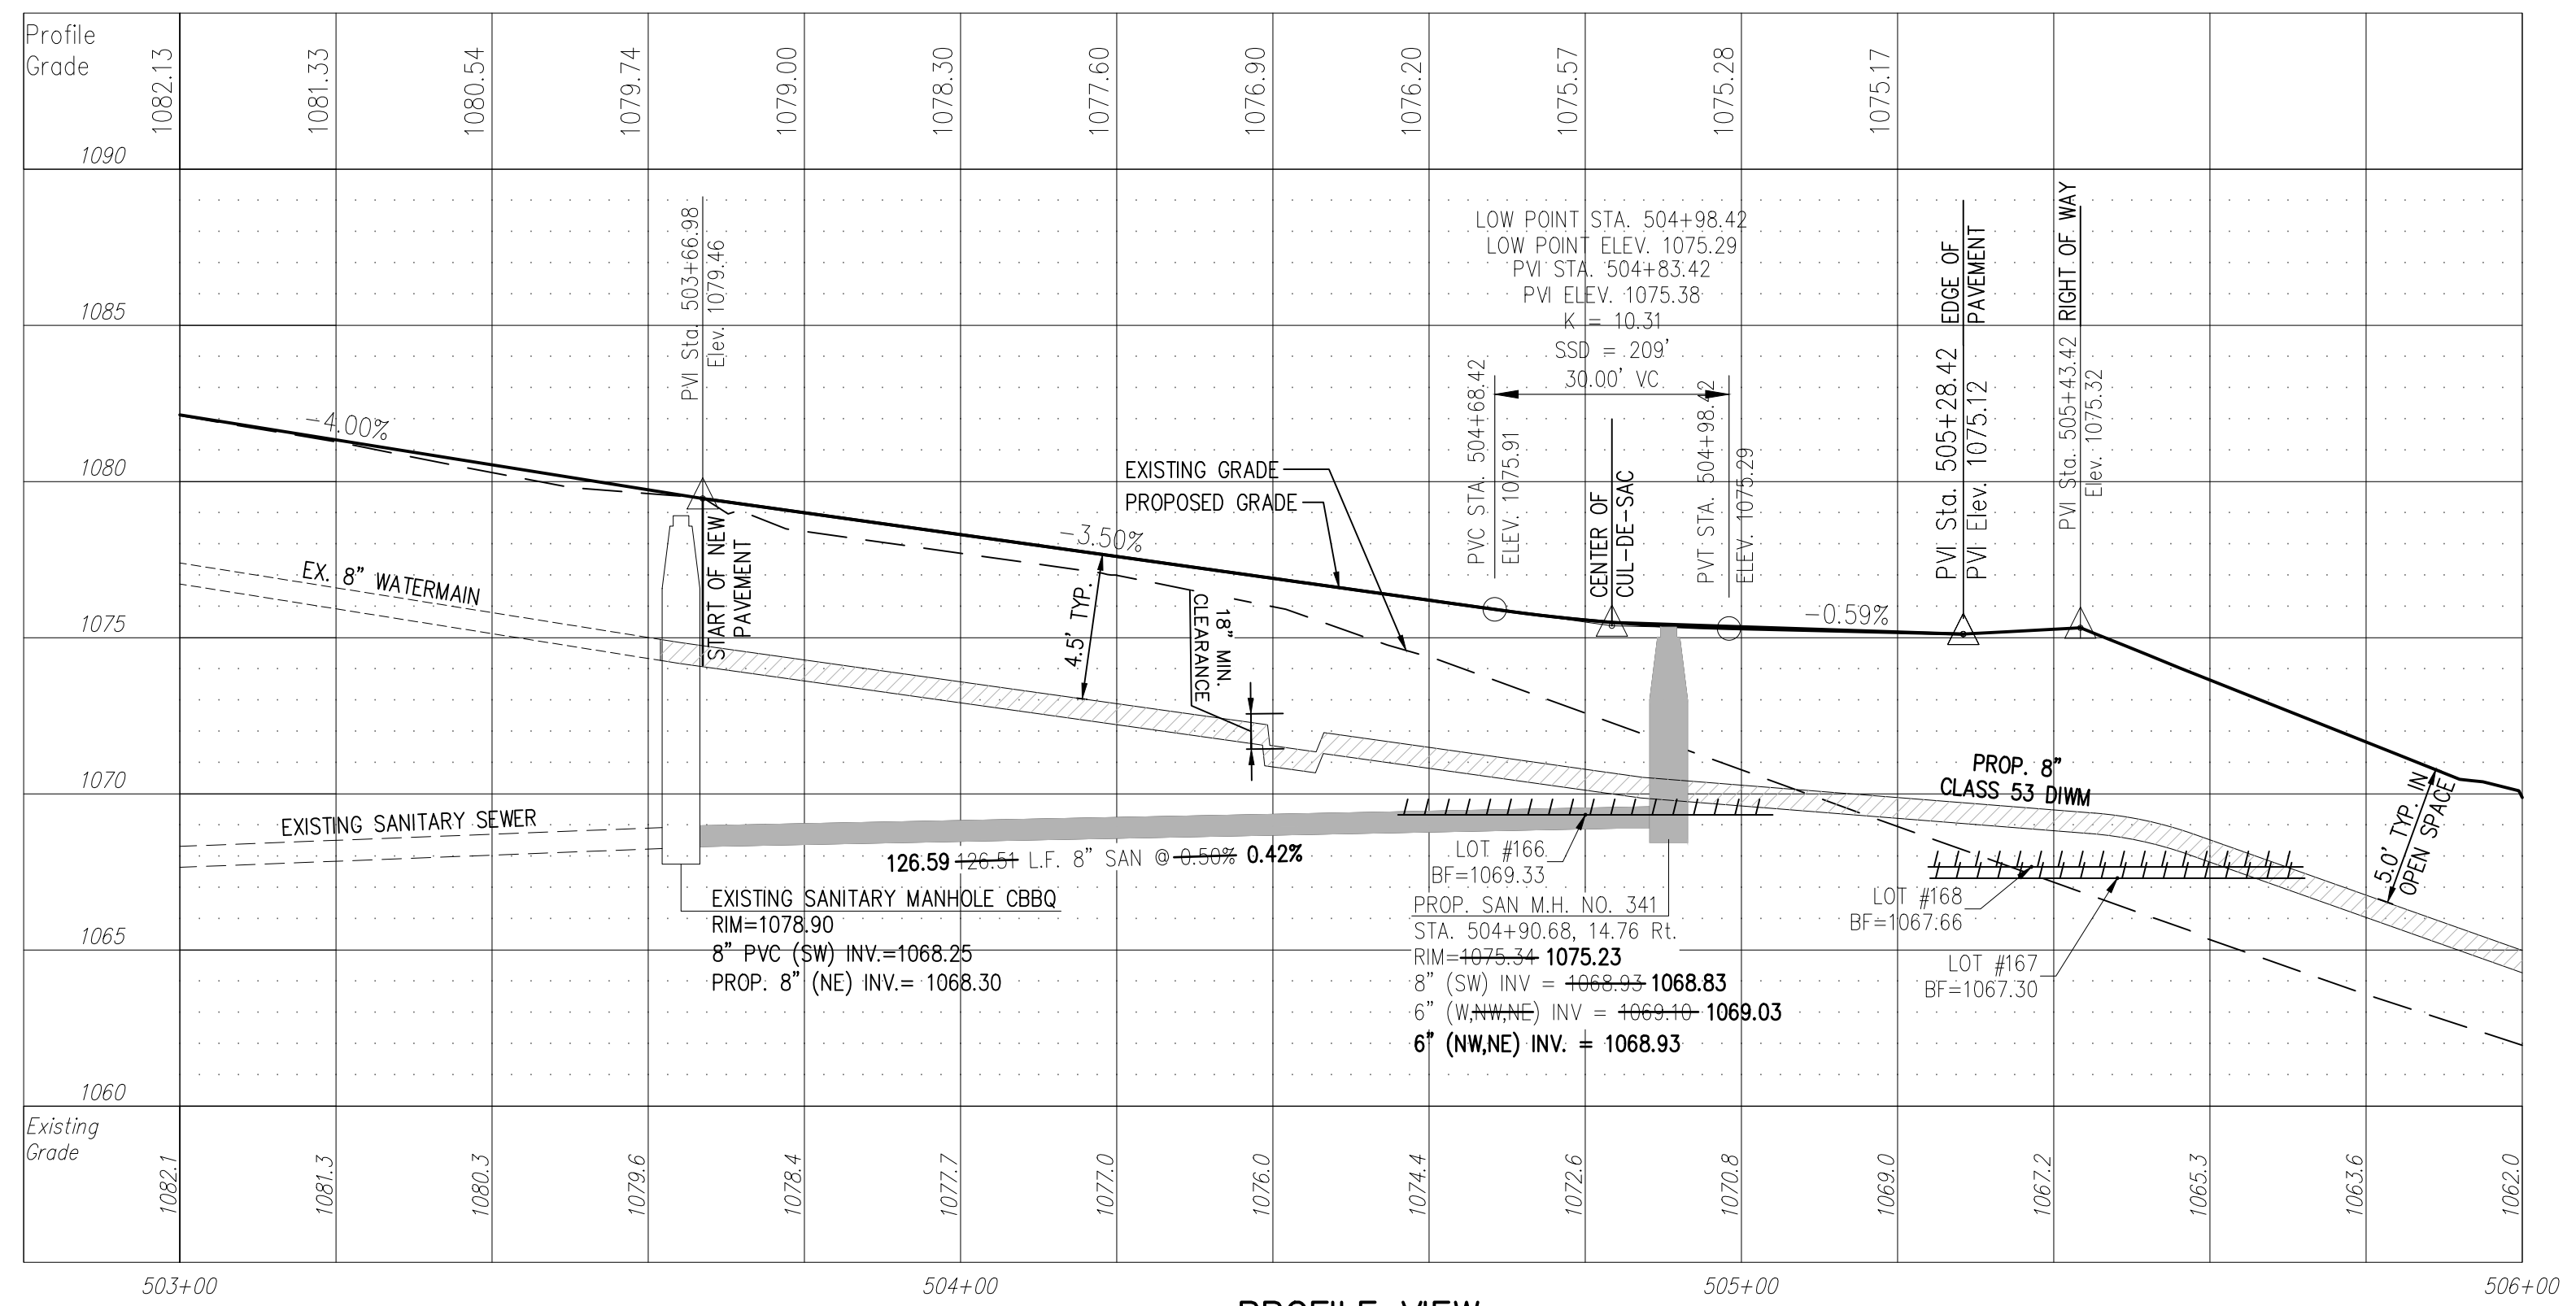 Profile
Grade
1082.13
1081.33
1080.54
1079.74
1079.00
1078.30
1077.60
1076.90
1076.20
1075.57
1075.28
1075.17
1090
1085
1080
1075
1070
1065
1060
PVI Sta. 503+66.98
Elev. 1079.46
LOW POINT STA. 504+98.42
LOW POINT ELEV. 1075.29
PVI STA. 504+83.42
PVI ELEV. 1075.38
K = 10.31
SSD = 209'
30.00' VC
PVC STA. 504+68.42
ELEV. 1075.91
PVT STA. 504+98.42
ELEV. 1075.29
CENTER OF
CUL-DE-SAC
EDGE OF
PAVEMENT
PVI Sta. 505+28.42
PVI Elev. 1075.12
RIGHT OF WAY
PVI Sta. 505+43.42
Elev. 1075.32
-4.00%
-3.50%
-0.59%
EXISTING GRADE
PROPOSED GRADE
START OF NEW
PAVEMENT
EX. 8" WATERMAIN
4.5' TYP.
18" MIN.
CLEARANCE
PROP. 8"
CLASS 53 DIWM
5.0' TYP. IN
OPEN SPACE
EXISTING SANITARY SEWER
126.59 126.51 L.F. 8" SAN @ 0.50% 0.42%
EXISTING SANITARY MANHOLE CBBQ
RIM=1078.90
8" PVC (SW) INV.=1068.25
PROP. 8" (NE) INV.= 1068.30
LOT #166
BF=1069.33
PROP. SAN M.H. NO. 341
STA. 504+90.68, 14.76 Rt.
RIM=1075.34 1075.23
8" (SW) INV = 1068.93 1068.83
6" (W,NW,NE) INV = 1069.10 1069.03
6" (NW,NE) INV. = 1068.93
LOT #168
BF=1067.66
LOT #167
BF=1067.30
Existing
Grade
1082.1
1081.3
1080.3
1079.6
1078.4
1077.7
1077.0
1076.0
1074.4
1072.6
1070.8
1069.0
1067.2
1065.3
1063.6
1062.0
503+00
504+00
505+00
506+00
PROFILE VIEW